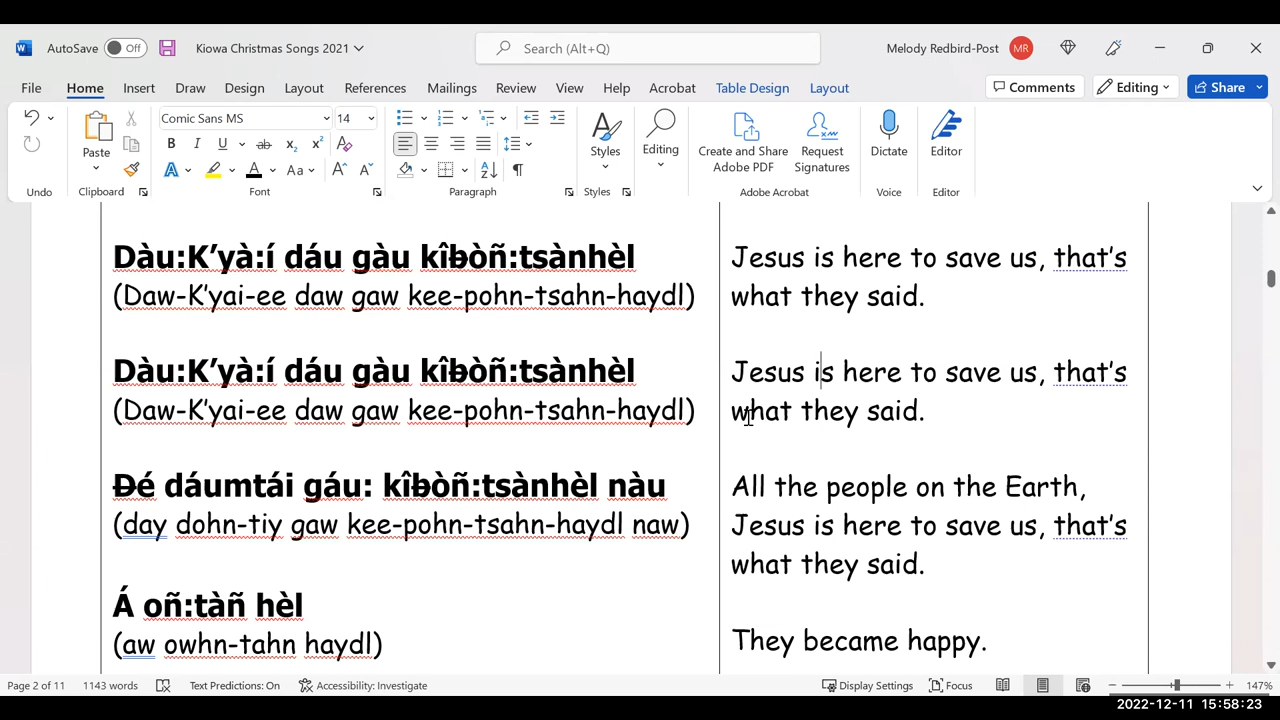 AutoSave Off Kiowa Christmas Songs 2021 Search (Alt+Q) Melody Redbird-Post MR
File Home Insert Draw Design Layout References Mailings Review View Help Acrobat Table Design Layout Comments Editing Share
Comic Sans MS 14
Paste Styles Editing Create and Share Adobe PDF Request Signatures Dictate Editor
Undo Clipboard Font Paragraph Styles Adobe Acrobat Voice Editor
Dàu:K’yà:í dáu gàu kîƀòñ:tsànhèl
(Daw-K’yai-ee daw gaw kee-pohn-tsahn-haydl)
Jesus is here to save us, that’s
what they said.
Dàu:K’yà:í dáu gàu kîƀòñ:tsànhèl
(Daw-K’yai-ee daw gaw kee-pohn-tsahn-haydl)
Jesus is here to save us, that’s
what they said.
Đé dáumtái gáu: kîƀòñ:tsànhèl nàu
(day dohn-tiy gaw kee-pohn-tsahn-haydl naw)
All the people on the Earth,
Jesus is here to save us, that’s
what they said.
Á oñ:tàñ hèl
(aw owhn-tahn haydl)
They became happy.
Page 2 of 11 1143 words Text Predictions: On Accessibility: Investigate Display Settings Focus 147%
2022-12-11 15:58:23